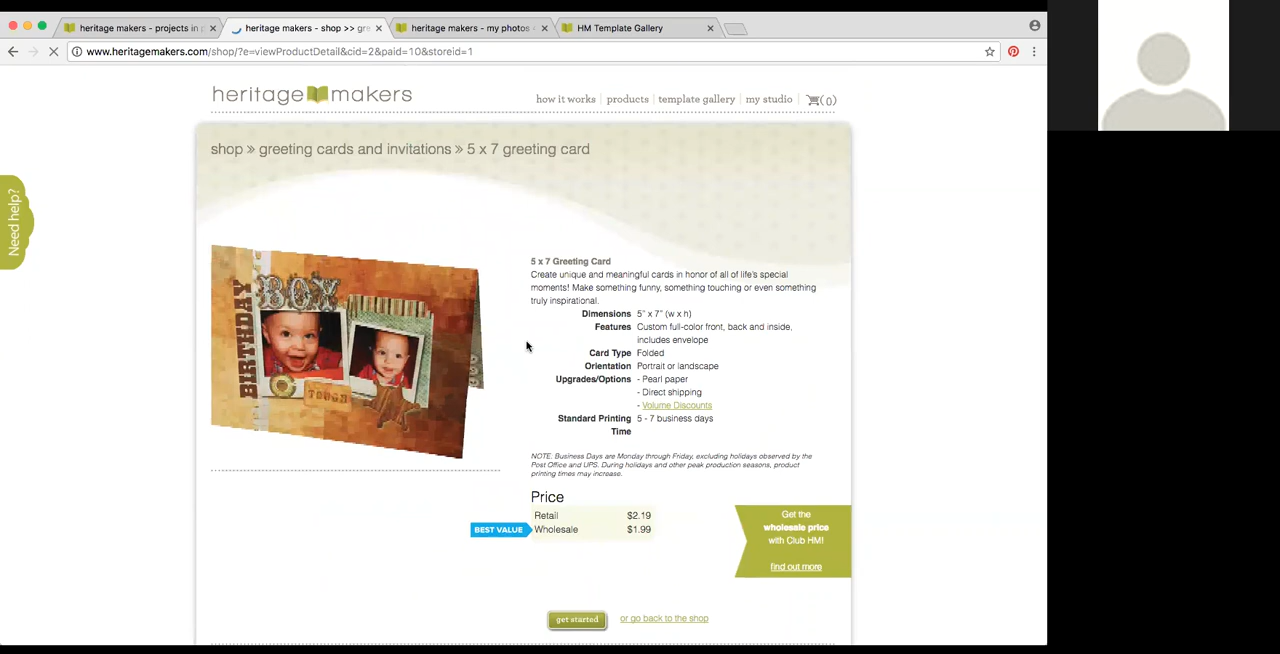 heritage makers - projects in p
heritage makers - shop >> gre
heritage makers - my photos
HM Template Gallery
www.heritagemakers.com/shop/?e=viewProductDetail&cid=2&paid=10&storeid=1
heritage makers
how it works
products
template gallery
my studio
(0)
shop » greeting cards and invitations » 5 x 7 greeting card
Need help?
BIRTHDAY
BOX
TOUGH
5 x 7 Greeting Card
Create unique and meaningful cards in honor of all of life's special
moments! Make something funny, something touching or even something
truly inspirational.
Dimensions 5" x 7" (w x h)
Features Custom full-color front, back and inside,
includes envelope
Card Type Folded
Orientation Portrait or landscape
Upgrades/Options - Pearl paper
- Direct shipping
- Volume Discounts
Standard Printing 5 - 7 business days
Time
NOTE: Business Days are Monday through Friday, excluding holidays observed by the
Post Office and UPS. During holidays and other peak production seasons, product
printing times may increase.
Price
Retail $2.19
BEST VALUE Wholesale $1.99
Get the
wholesale price
with Club HM!
find out more
get started
or go back to the shop